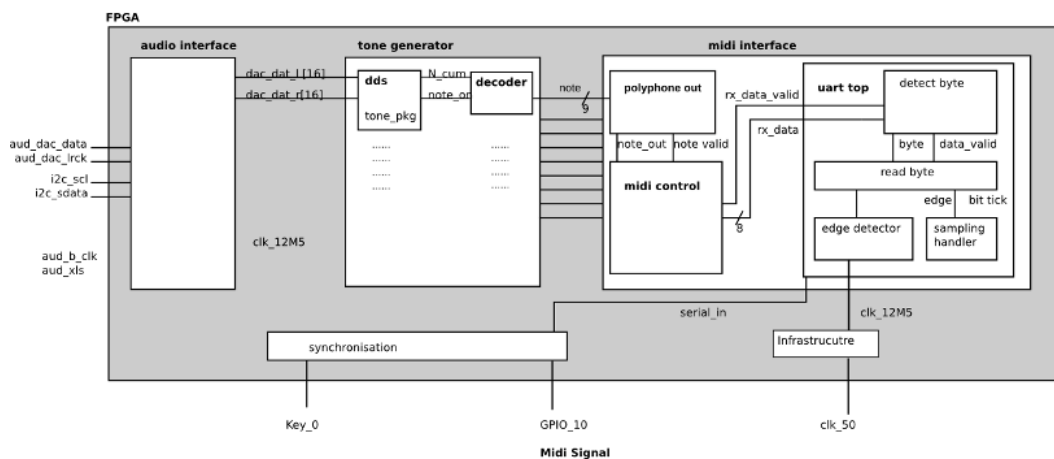 FPGA
audio interface
tone generator
midi interface
dac_dat_l[16]
dds
N_cum
decoder
dac_dat_r[16]
note_on
tone_pkg
note
9
polyphone out
rx_data_valid
uart top
detect byte
rx_data
aud_dac_data
aud_dac_lrck
i2c_scl
i2c_sdata
......
......
......
......
......
......
......
......
note_out
note valid
byte
data_valid
midi control
read byte
edge
bit tick
8
edge detector
sampling
handler
clk_12M5
aud_b_clk
aud_xls
serial_in
clk_12M5
synchronisation
Infrastrucutre
Key_0
GPIO_10
clk_50
Midi Signal